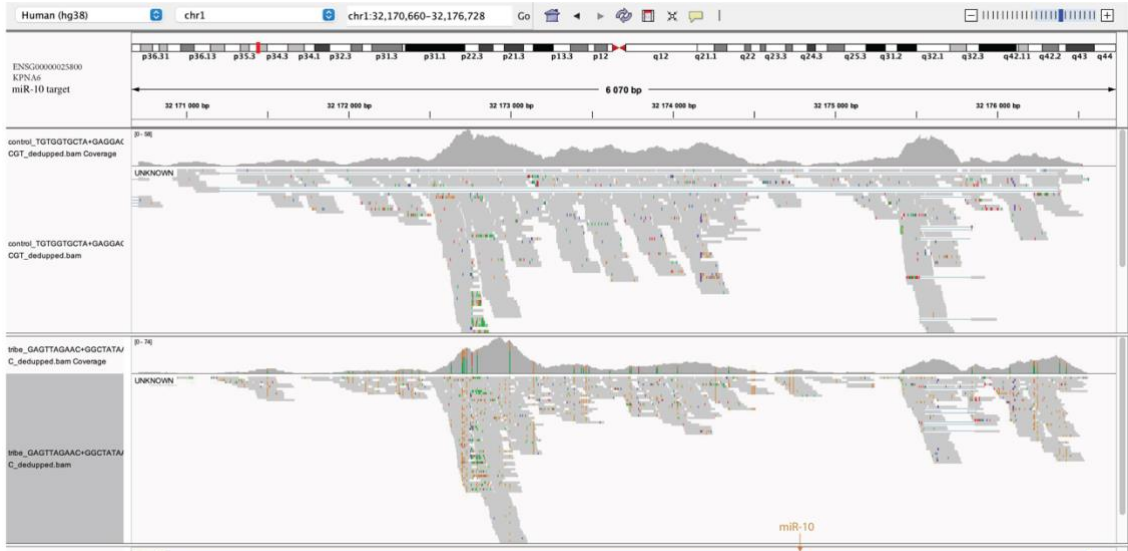 Human (hg38) chr1 chr1:32,170,660-32,176,728 Go
p36.31 p36.13 p35.3 p34.3 p34.1 p32.3 p31.3 p31.1 p22.3 p21.3 p13.3 p12 q12 q21.1 q22 q23.3 q24.3 q25.3 q31.2 q32.1 q42.11 q42.2 q43 q44
ENSG00000025800
KPNA6
miR-10 target
6 070 bp
32 171 000 bp 32 172 000 bp 32 173 000 bp 32 174 000 bp 32 175 000 bp 32 176 000 bp
[0 - 98]
control_TGTGGTGCTA+GAGGAC
CGT_dedupped.bam Coverage
UNKNOWN
control_TGTGGTGCTA+GAGGAC
CGT_dedupped.bam
[0 - 74]
tribe_GAGTTAGAAC+GGCTATA
C_dedupped.bam Coverage
UNKNOWN
tribe_GAGTTAGAAC+GGCTATA
C_dedupped.bam
miR-10